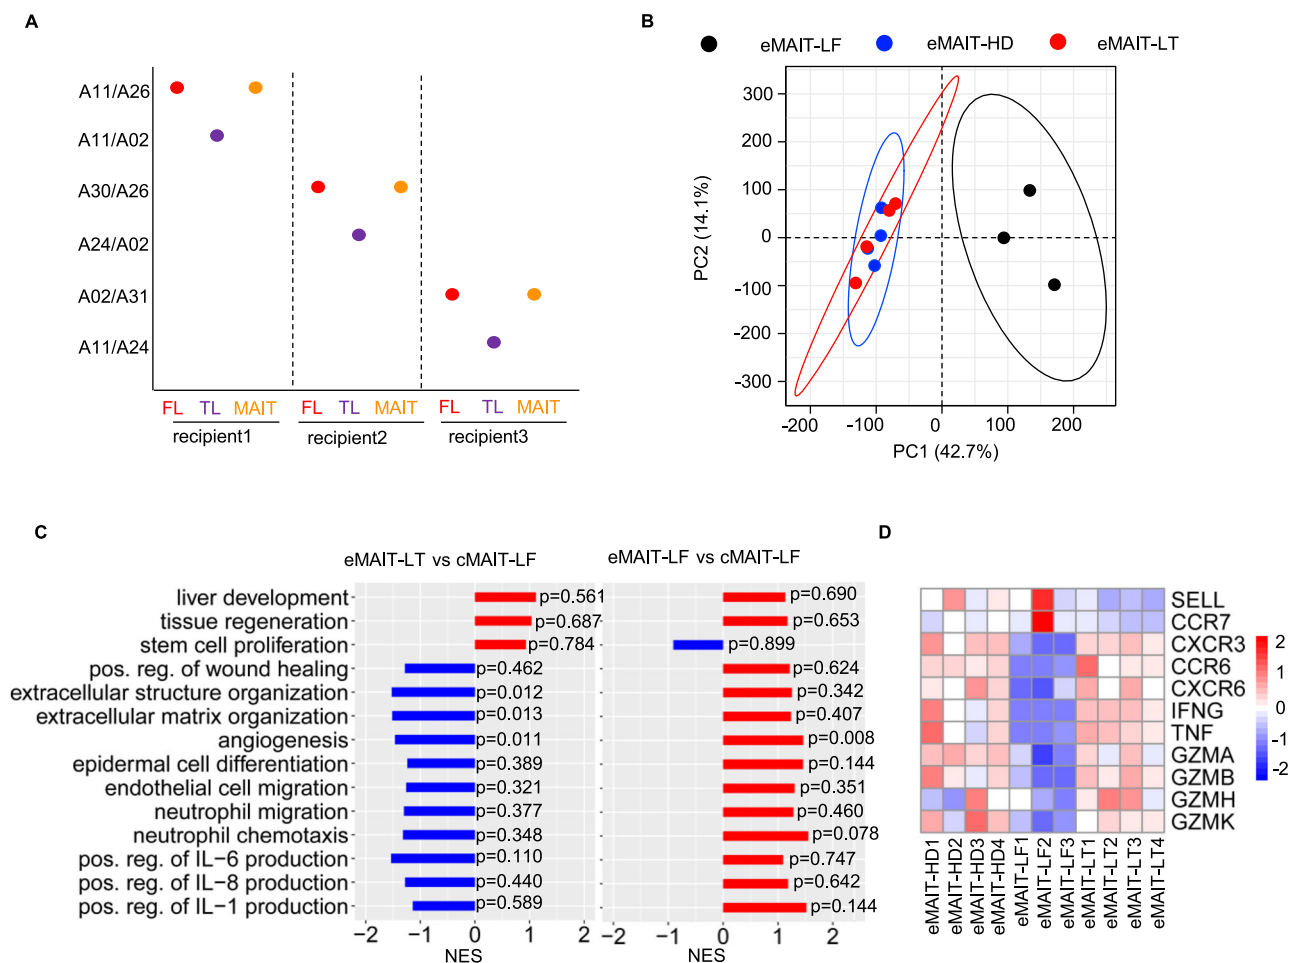 A
A11/A26
A11/A02
A30/A26
A24/A02
A02/A31
A11/A24
FL TL MAIT FL TL MAIT FL TL MAIT
recipient1 recipient2 recipient3
B
eMAIT-LF eMAIT-HD eMAIT-LT
PC2 (14.1%)
300
200
100
0
-100
-200
-300
-200 -100 0 100 200
PC1 (42.7%)
C
eMAIT-LT vs cMAIT-LF eMAIT-LF vs cMAIT-LF
liver development p=0.561 p=0.690
tissue regeneration p=0.687 p=0.653
stem cell proliferation p=0.784 p=0.899
pos. reg. of wound healing p=0.462 p=0.624
extracellular structure organization p=0.012 p=0.342
extracellular matrix organization p=0.013 p=0.407
angiogenesis p=0.011 p=0.008
epidermal cell differentiation p=0.389 p=0.144
endothelial cell migration p=0.321 p=0.351
neutrophil migration p=0.377 p=0.460
neutrophil chemotaxis p=0.348 p=0.078
pos. reg. of IL−6 production p=0.110 p=0.747
pos. reg. of IL−8 production p=0.440 p=0.642
pos. reg. of IL−1 production p=0.589 p=0.144
−2 −1 0 1 2 −2 −1 0 1 2
NES NES
D
SELL
CCR7
CXCR3
CCR6
CXCR6
IFNG
TNF
GZMA
GZMB
GZMH
GZMK
2
1
0
-1
-2
eMAIT-HD1
eMAIT-HD2
eMAIT-HD3
eMAIT-HD4
eMAIT-LF1
eMAIT-LF2
eMAIT-LF3
eMAIT-LT1
eMAIT-LT2
eMAIT-LT3
eMAIT-LT4